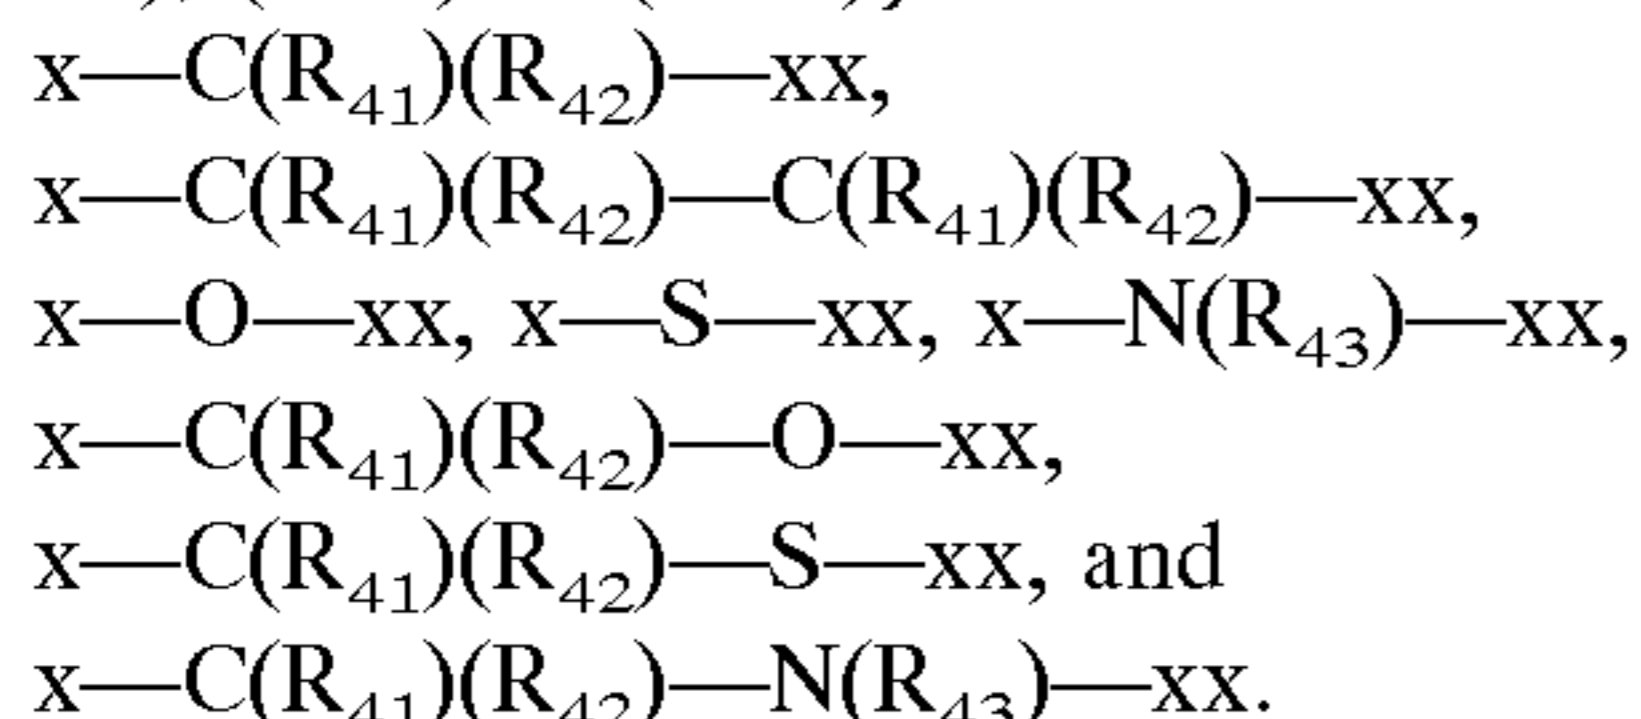 x—C(R₄₁)(R₄₂)—xx,
x—C(R₄₁)(R₄₂)—C(R₄₁)(R₄₂)—xx,
x—O—xx, x—S—xx, x—N(R₄₃)—xx,
x—C(R₄₁)(R₄₂)—O—xx,
x—C(R₄₁)(R₄₂)—S—xx, and
x—C(R₄₁)(R₄₂)—N(R₄₃)—xx.